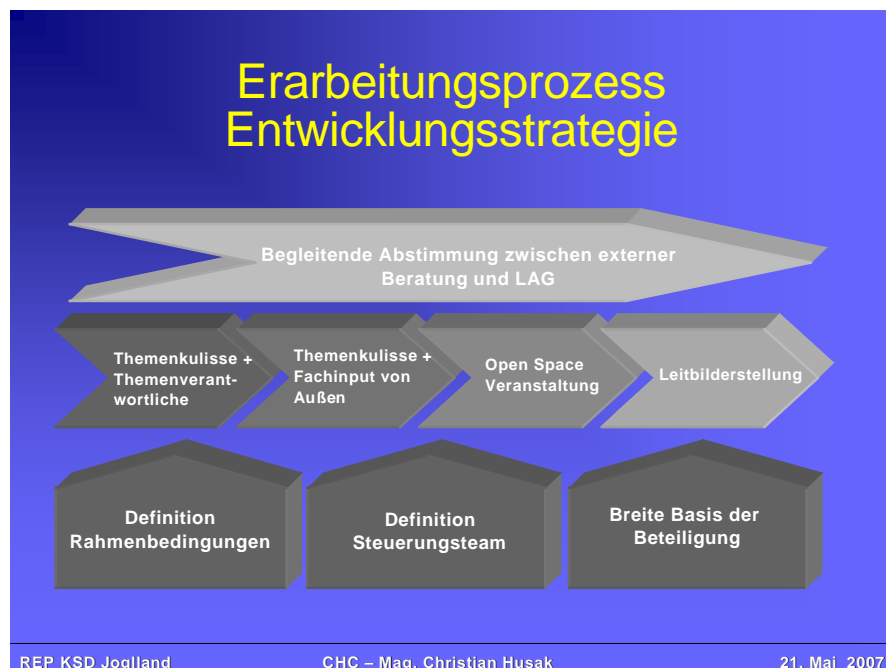 Erarbeitungsprozess
Entwicklungsstrategie
Begleitende Abstimmung zwischen externer
Beratung und LAG
Themenkulisse +
Themenverant-
wortliche
Themenkulisse +
Fachinput von
Außen
Open Space
Veranstaltung
Leitbilderstellung
Definition
Rahmenbedingungen
Definition
Steuerungsteam
Breite Basis der
Beteiligung
REP KSD Joglland
CHC – Mag. Christian Husak
21. Mai 2007